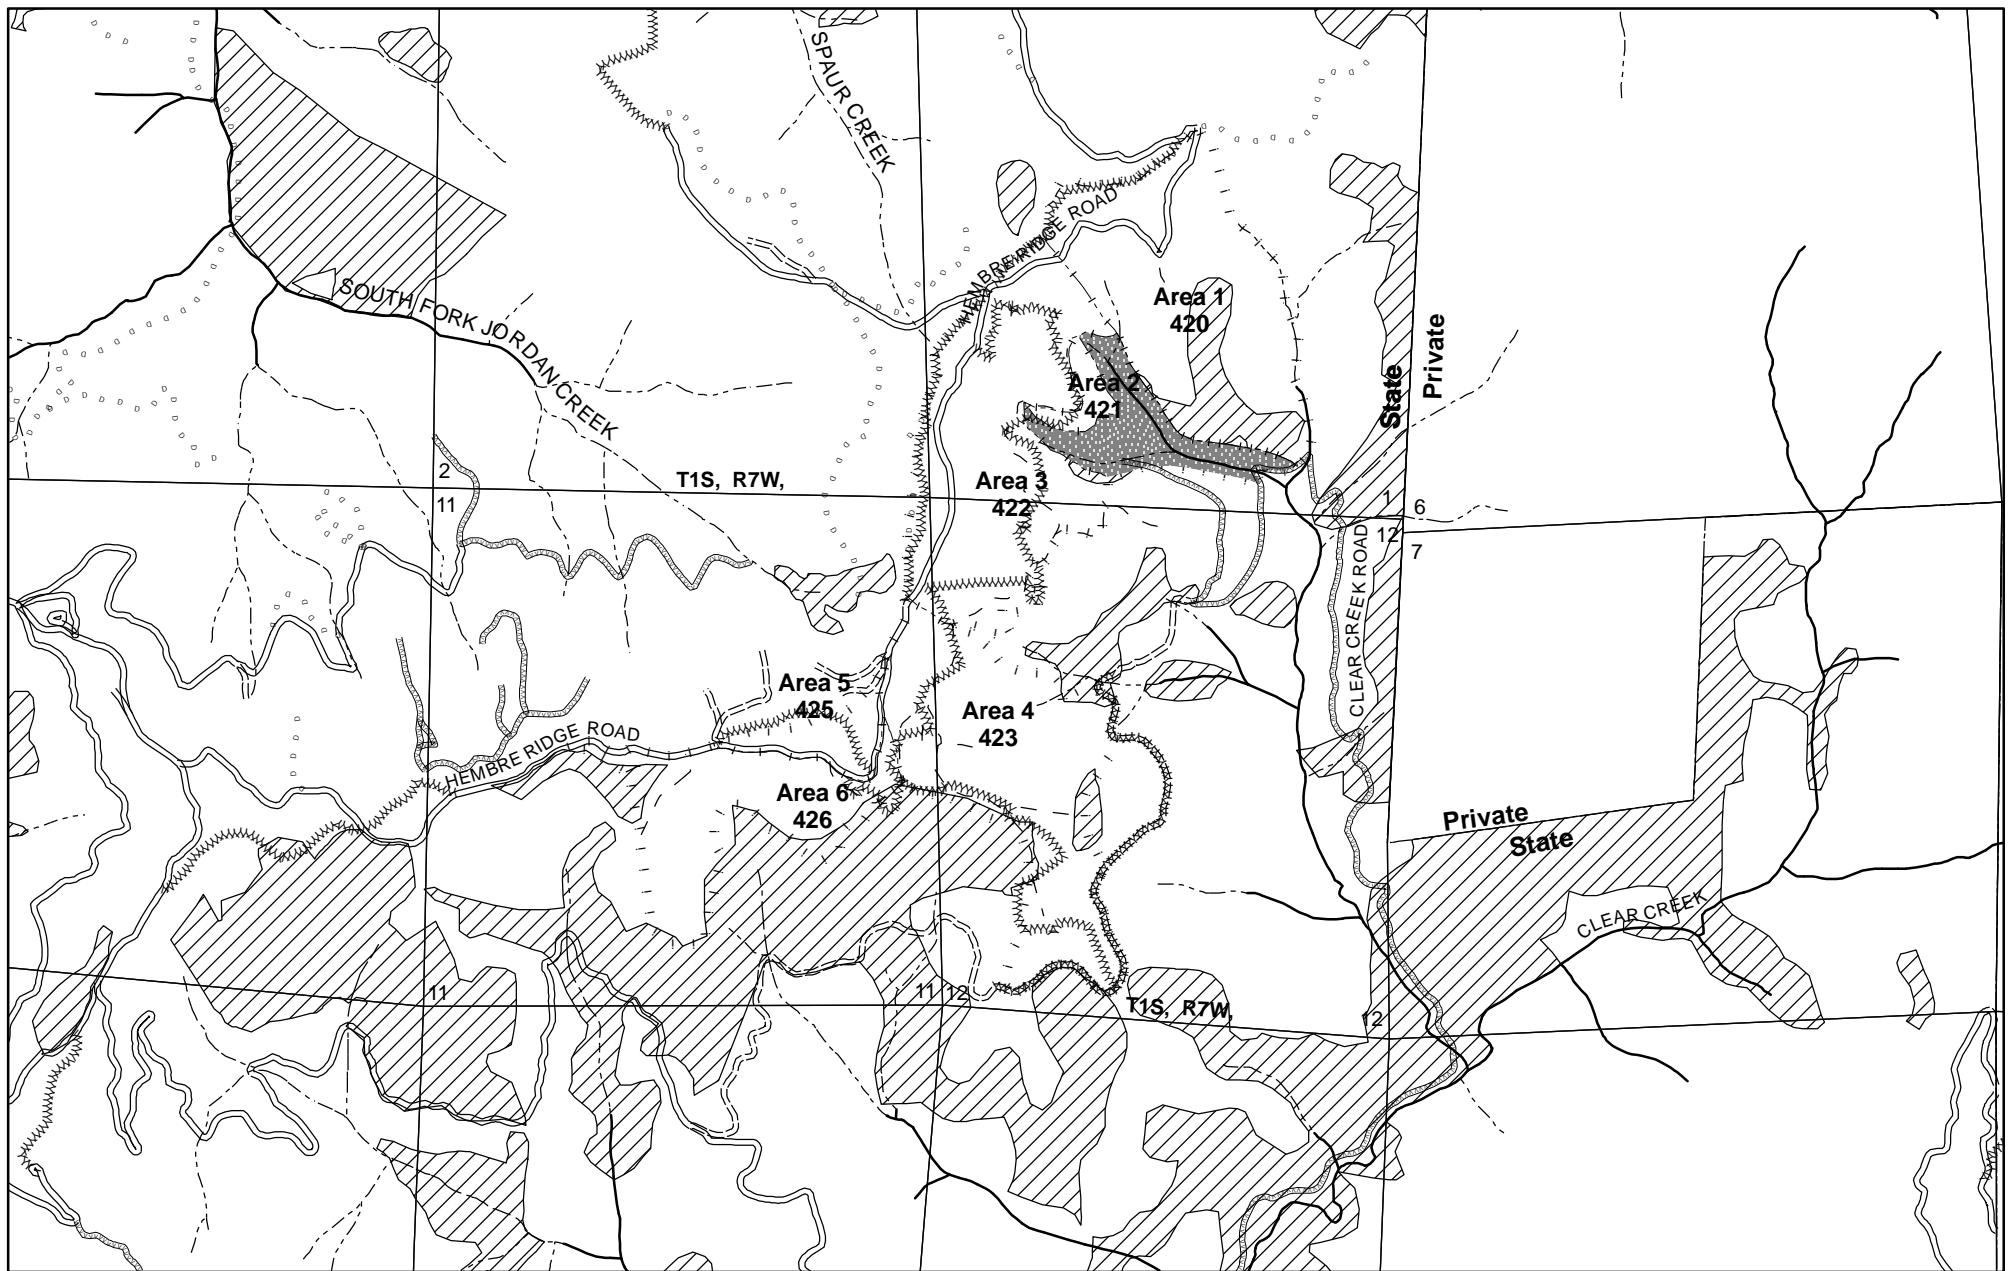 SPAUR CREEK
HEMBRE RIDGE ROAD
SOUTH FORK JORDAN CREEK
Area 1
420
State
Private
Area 2
421
2
11
T1S, R7W,
Area 3
422
1
6
12
7
CLEAR CREEK ROAD
Area 5
425
Area 4
423
HEMBRE RIDGE ROAD
Area 6
426
Private
State
CLEAR CREEK
11
11
12
T1S, R7W,
12